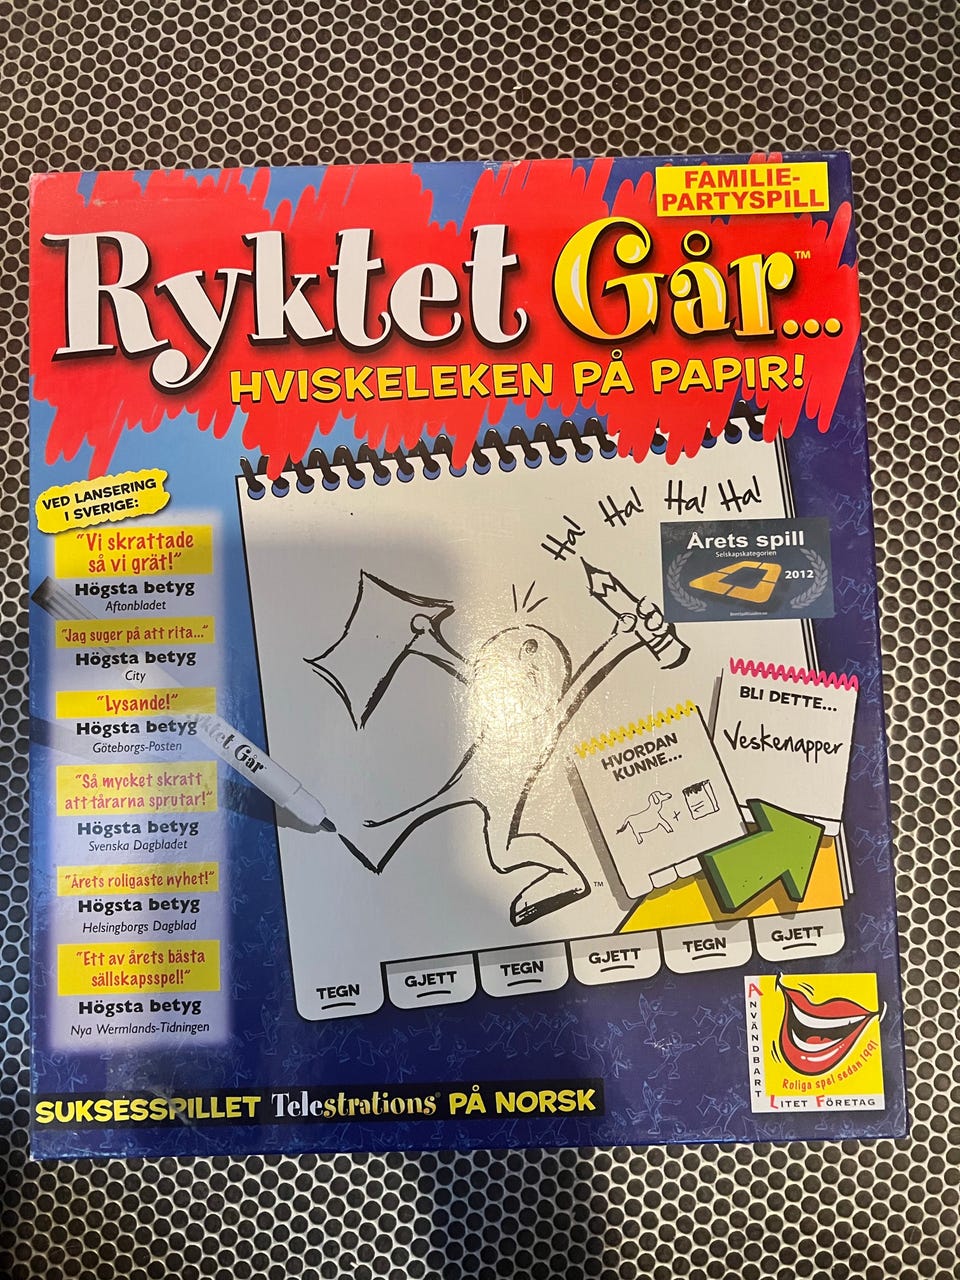 FAMILIE-
PARTYSPILL
Ryktet Går...™
HVISKELEKEN PÅ PAPIR!
VED LANSERING
I SVERIGE:
"Vi skrattade
så vi grät!"
Högsta betyg
Aftonbladet
"Jag suger på att rita..."
Högsta betyg
City
"Lysande!"
Högsta betyg
Göteborgs-Posten
"Så mycket skratt
att tårarna sprutar!"
Högsta betyg
Svenska Dagbladet
"Årets roligaste nyhet!"
Högsta betyg
Helsingborgs Dagblad
"Ett av årets bästa
sällskapsspel!"
Högsta betyg
Nya Wermlands-Tidningen
Ryktet Går
Ha! Ha! Ha! Ha!
Årets spill
Selskapskategorien
2012
HVORDAN
KUNNE...
+
BLI DETTE...
Veskenapper
™
TEGN
GJETT
TEGN
GJETT
TEGN
GJETT
ANVÄNDBART
LITET FÖRETAG
Roliga spel sedan 1991
SUKSESSPILLET Telestrations® PÅ NORSK